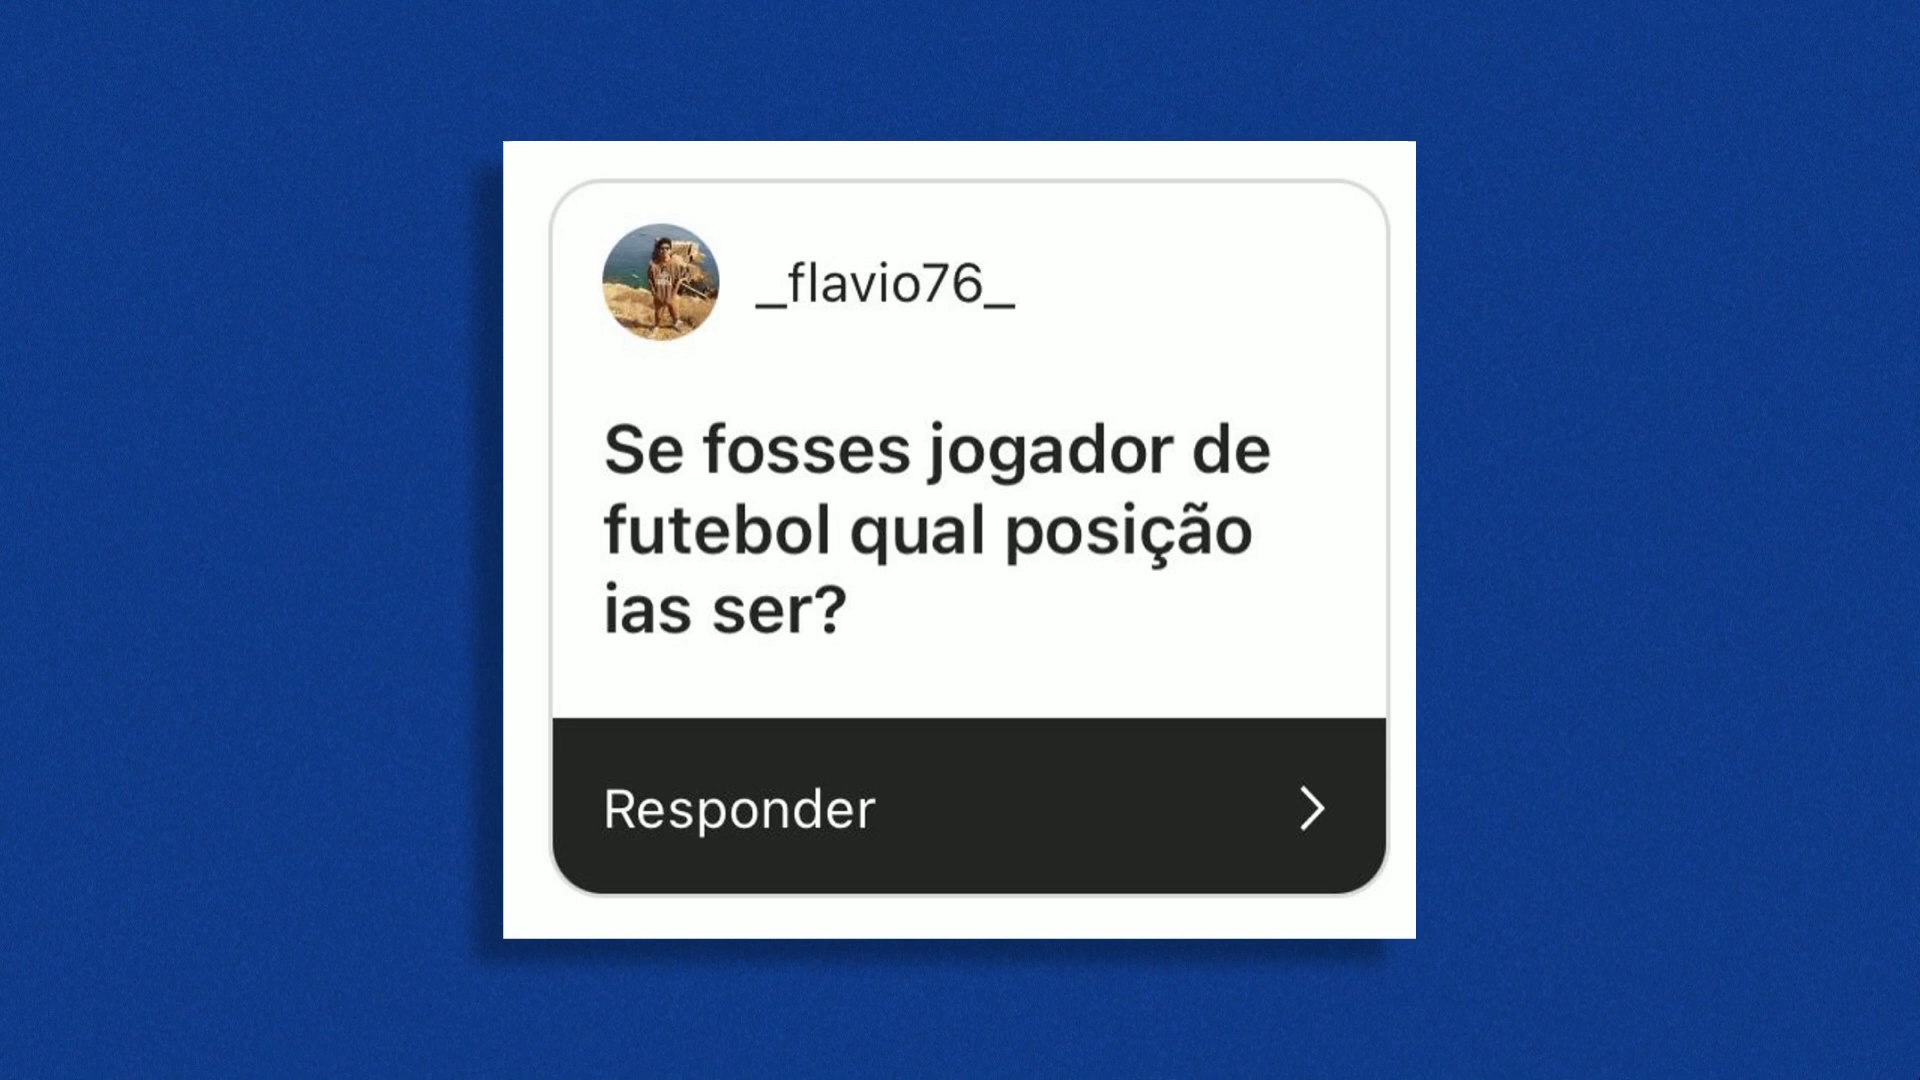 _flavio76_
Se fosses jogador de
futebol qual posição
ias ser?
Responder